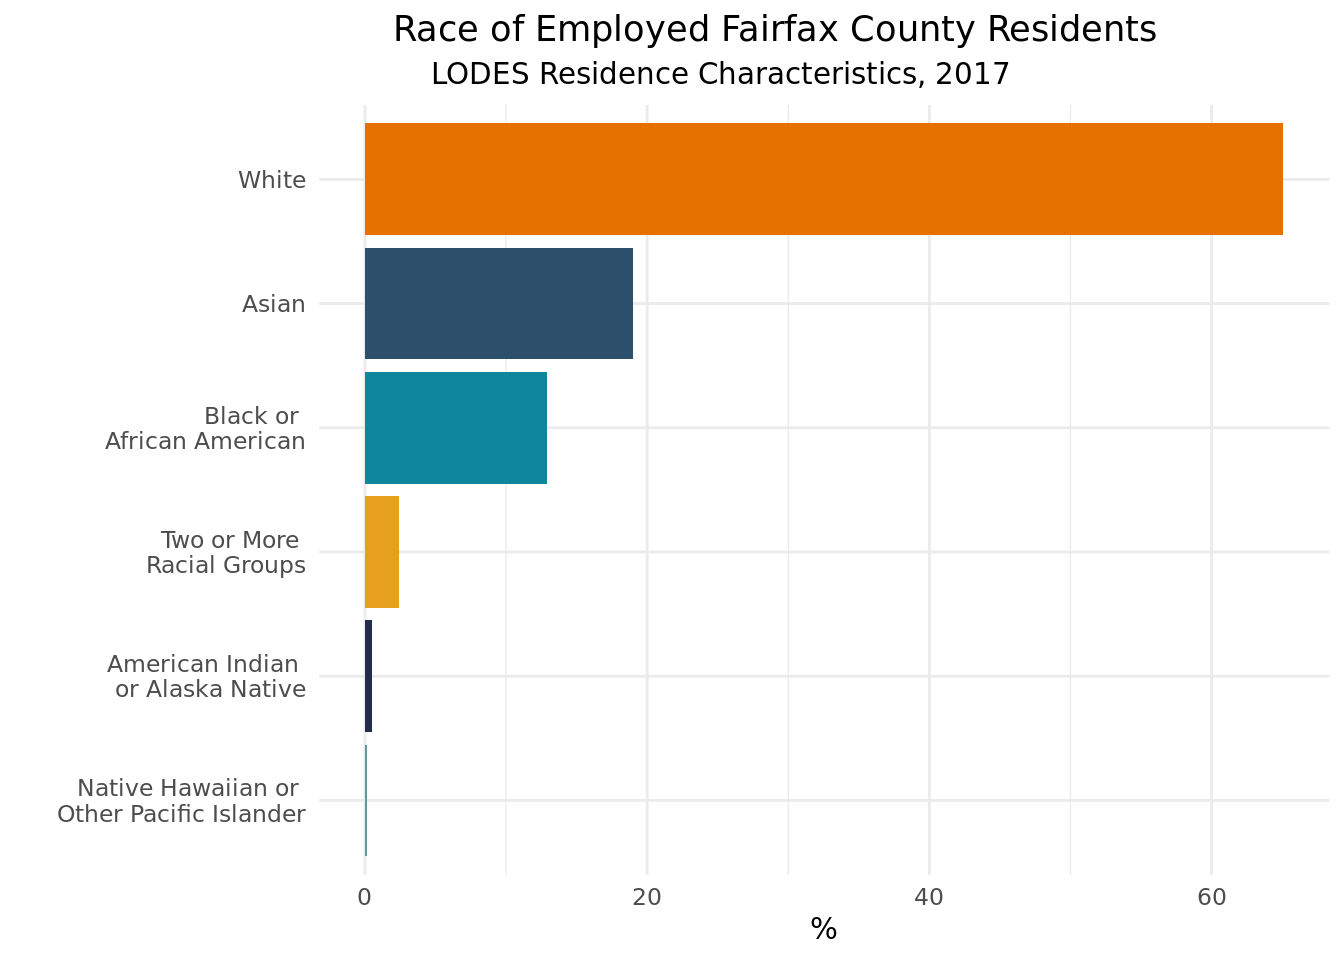 Race of Employed Fairfax County Residents
LODES Residence Characteristics, 2017
White
Asian
Black or
African American
Two or More
Racial Groups
American Indian
or Alaska Native
Native Hawaiian or
Other Pacific Islander
0 20 40 60
%